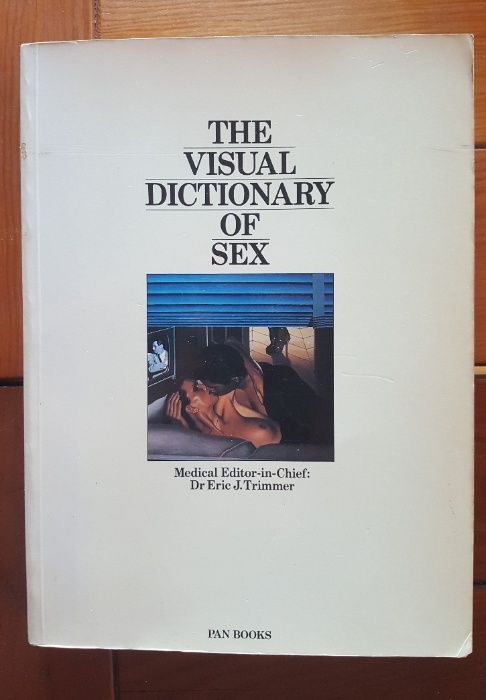 THE
VISUAL
DICTIONARY
OF
SEX
Medical Editor-in-Chief:
Dr Eric J. Trimmer
PAN BOOKS